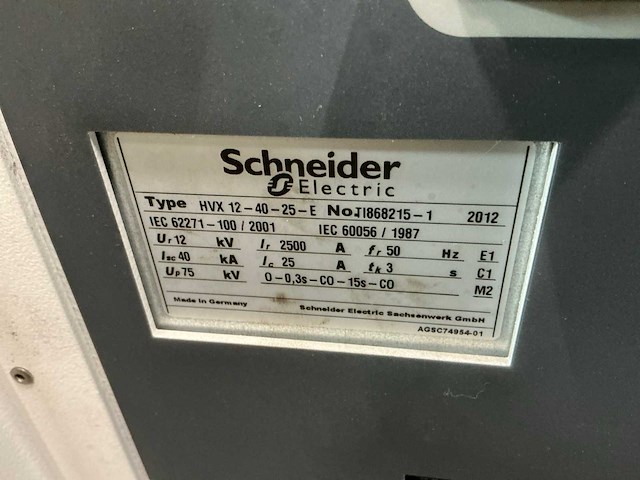 Schneider
Electric
Type HVX 12-40-25-E No. TI868215-1 2012
IEC 62271-100 / 2001 IEC 60056 / 1987
Ur 12 kV Ir 2500 A fr 50 Hz E1
Isc 40 kA Ic 25 A tk 3 s C1
Up 75 kV O-0,3s-CO-15s-CO M2
Made in Germany Schneider Electric Sachsenwerk GmbH
AGSC74954-01